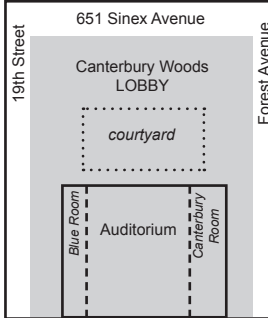 651 Sinex Avenue
19th Street
Forest Avenue
Canterbury Woods
LOBBY
courtyard
Blue Room
Auditorium
Canterbury
Room